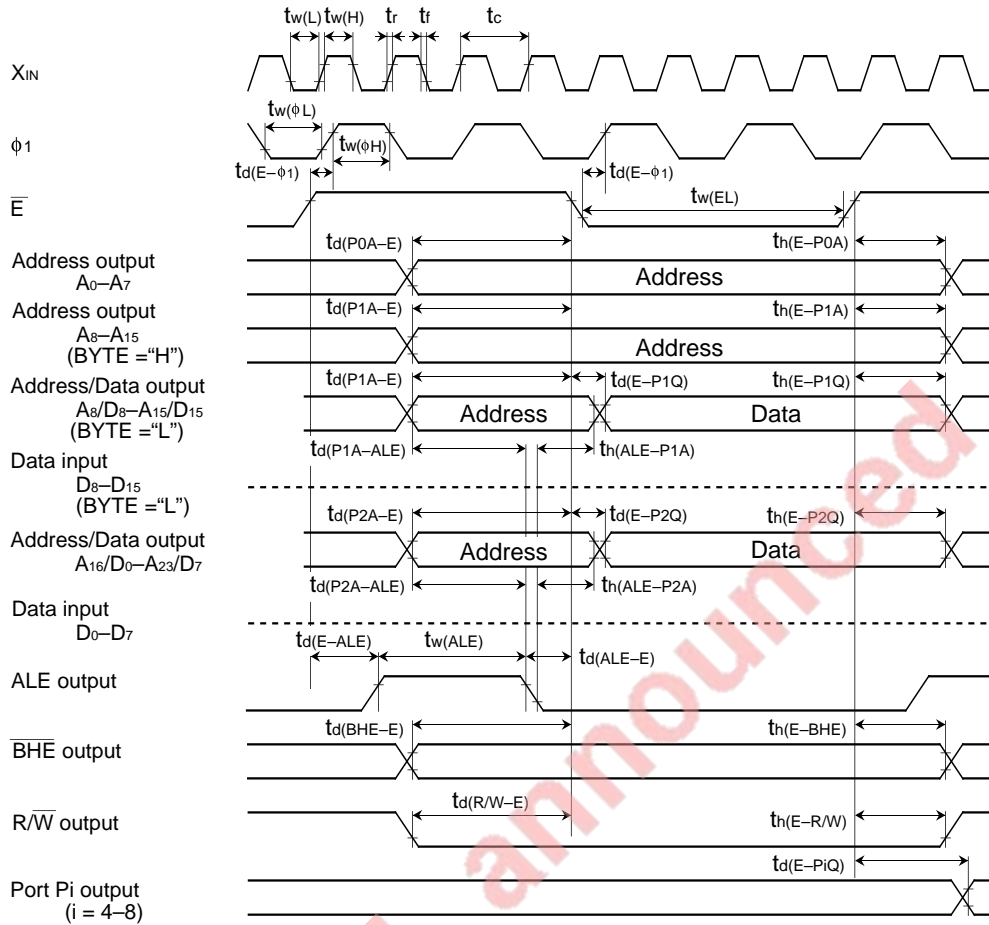 tw(L) tw(H) tr tf tc
XIN
tw(ϕL)
ϕ1
tw(ϕH)
td(E–ϕ1) td(E–ϕ1)
E̅ tw(EL)
td(P0A–E) th(E–P0A)
Address output
A0–A7 Address
td(P1A–E) th(E–P1A)
Address output
A8–A15 Address
(BYTE =“H”)
td(P1A–E) td(E–P1Q) th(E–P1Q)
Address/Data output
A8/D8–A15/D15 Address Data
(BYTE =“L”)
td(P1A–ALE) th(ALE–P1A)
Data input
D8–D15
(BYTE =“L”)
td(P2A–E) td(E–P2Q) th(E–P2Q)
Address/Data output
A16/D0–A23/D7 Address Data
td(P2A–ALE) th(ALE–P2A)
Data input
D0–D7
td(E–ALE) tw(ALE) td(ALE–E)
ALE output
td(BHE–E) th(E–BHE)
B̅H̅E̅ output
td(R/W–E)
R/W̅ output th(E–R/W)
td(E–PiQ)
Port Pi output
(i = 4–8)
announced